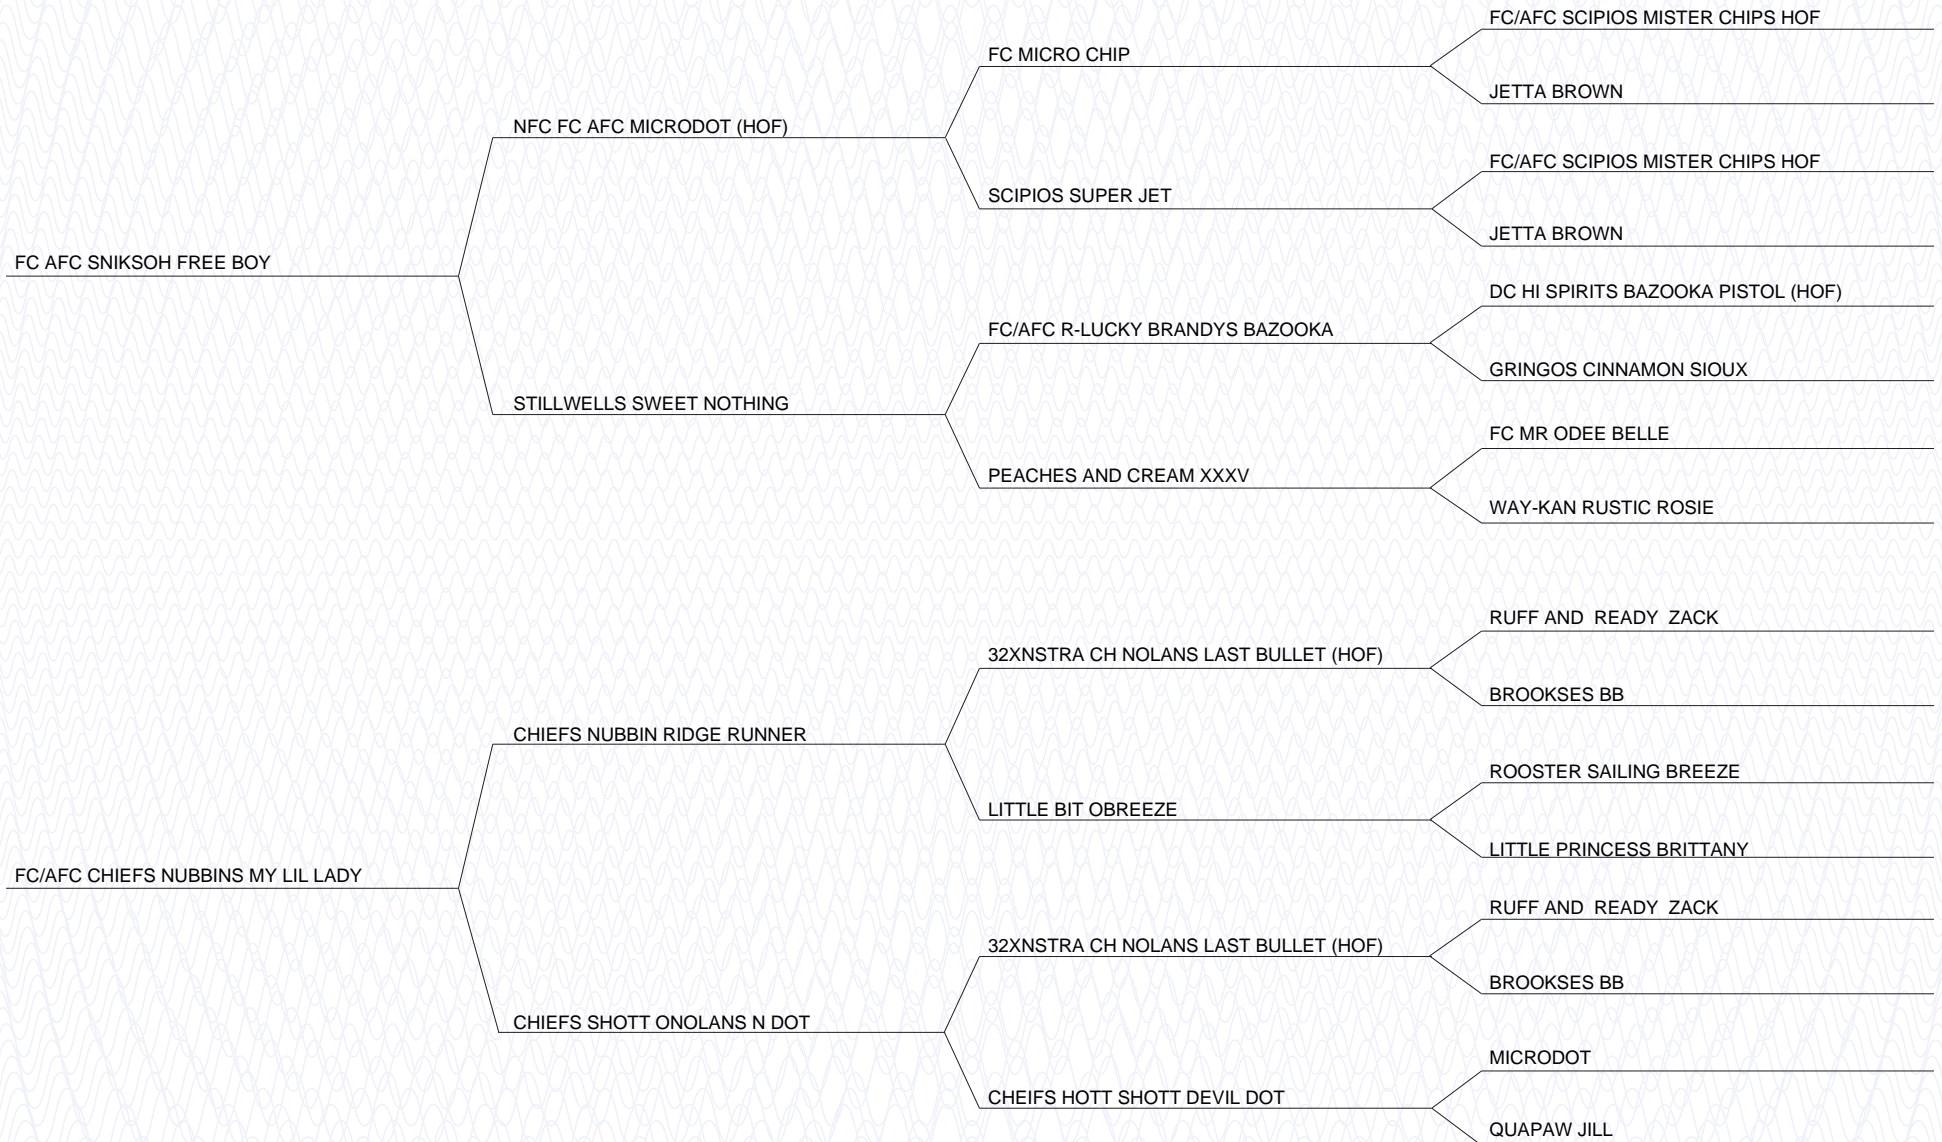 FC/AFC SCIPIOS MISTER CHIPS HOF
FC MICRO CHIP
JETTA BROWN
NFC FC AFC MICRODOT (HOF)
FC/AFC SCIPIOS MISTER CHIPS HOF
SCIPIOS SUPER JET
JETTA BROWN
FC AFC SNIKSOH FREE BOY
DC HI SPIRITS BAZOOKA PISTOL (HOF)
FC/AFC R-LUCKY BRANDYS BAZOOKA
GRINGOS CINNAMON SIOUX
STILLWELLS SWEET NOTHING
FC MR ODEE BELLE
PEACHES AND CREAM XXXV
WAY-KAN RUSTIC ROSIE
RUFF AND  READY  ZACK
32XNSTRA CH NOLANS LAST BULLET (HOF)
BROOKSES BB
CHIEFS NUBBIN RIDGE RUNNER
ROOSTER SAILING BREEZE
LITTLE BIT OBREEZE
LITTLE PRINCESS BRITTANY
FC/AFC CHIEFS NUBBINS MY LIL LADY
RUFF AND  READY  ZACK
32XNSTRA CH NOLANS LAST BULLET (HOF)
BROOKSES BB
CHIEFS SHOTT ONOLANS N DOT
MICRODOT
CHEIFS HOTT SHOTT DEVIL DOT
QUAPAW JILL